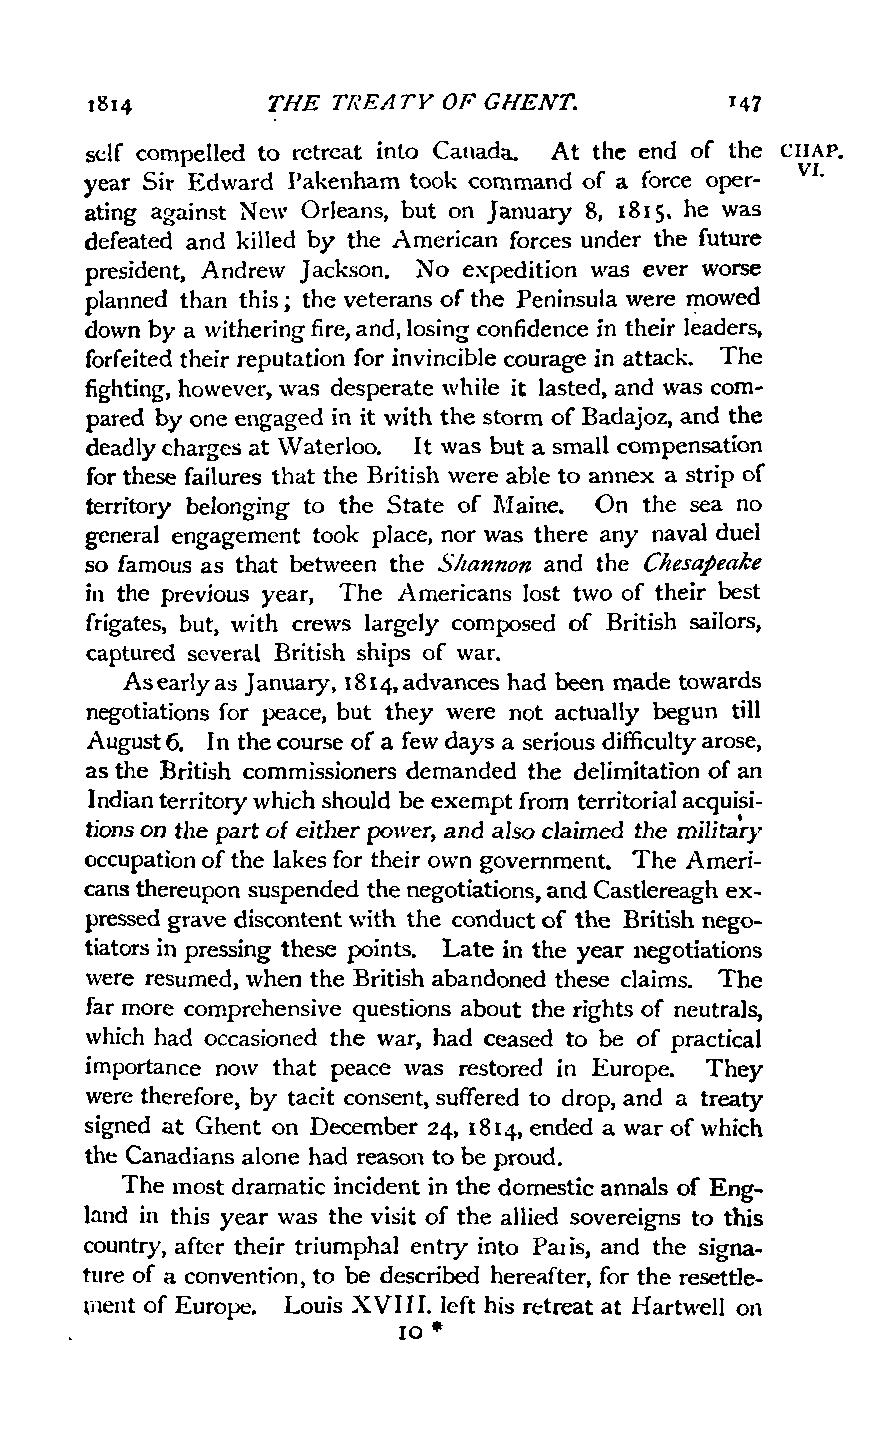 1814 THE TREATY OF GHENT. 147
self compelled to retreat into Canada. At the end of the CHAP.
year Sir Edward Pakenham took command of a force oper- VI.
ating against New Orleans, but on January 8, 1815, he was
defeated and killed by the American forces under the future
president, Andrew Jackson. No expedition was ever worse
planned than this; the veterans of the Peninsula were mowed
down by a withering fire, and, losing confidence in their leaders,
forfeited their reputation for invincible courage in attack. The
fighting, however, was desperate while it lasted, and was com-
pared by one engaged in it with the storm of Badajoz, and the
deadly charges at Waterloo. It was but a small compensation
for these failures that the British were able to annex a strip of
territory belonging to the State of Maine. On the sea no
general engagement took place, nor was there any naval duel
so famous as that between the Shannon and the Chesapeake
in the previous year, The Americans lost two of their best
frigates, but, with crews largely composed of British sailors,
captured several British ships of war.
As early as January, 1814, advances had been made towards
negotiations for peace, but they were not actually begun till
August 6. In the course of a few days a serious difficulty arose,
as the British commissioners demanded the delimitation of an
Indian territory which should be exempt from territorial acquisi-
tions on the part of either power, and also claimed the military
occupation of the lakes for their own government. The Ameri-
cans thereupon suspended the negotiations, and Castlereagh ex-
pressed grave discontent with the conduct of the British nego-
tiators in pressing these points. Late in the year negotiations
were resumed, when the British abandoned these claims. The
far more comprehensive questions about the rights of neutrals,
which had occasioned the war, had ceased to be of practical
importance now that peace was restored in Europe. They
were therefore, by tacit consent, suffered to drop, and a treaty
signed at Ghent on December 24, 1814, ended a war of which
the Canadians alone had reason to be proud.
The most dramatic incident in the domestic annals of Eng-
land in this year was the visit of the allied sovereigns to this
country, after their triumphal entry into Paris, and the signa-
ture of a convention, to be described hereafter, for the resettle-
ment of Europe. Louis XVIII. left his retreat at Hartwell on
10 *